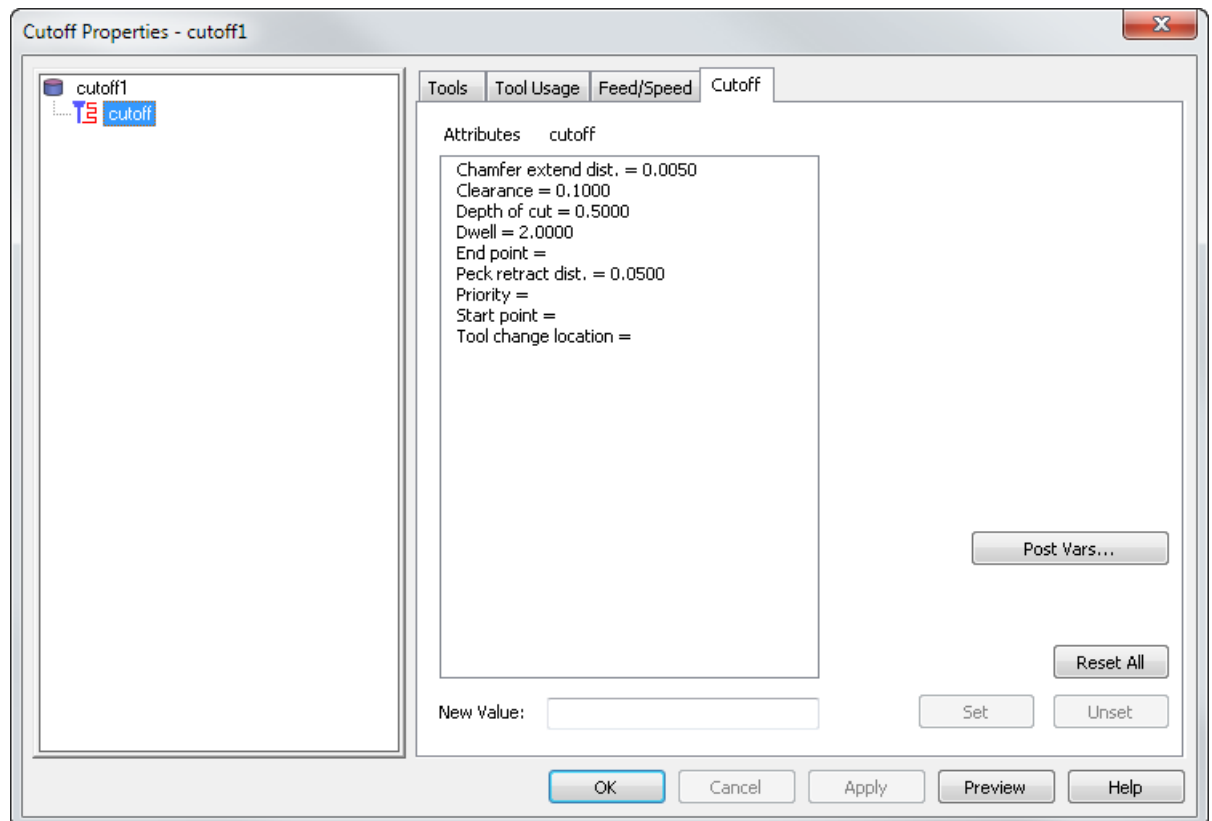 Cutoff Properties - cutoff1
cutoff1
cutoff
Tools Tool Usage Feed/Speed Cutoff
Attributes cutoff
Chamfer extend dist. = 0.0050
Clearance = 0.1000
Depth of cut = 0.5000
Dwell = 2.0000
End point =
Peck retract dist. = 0.0500
Priority =
Start point =
Tool change location =
Post Vars...
Reset All
New Value:
Set Unset
OK Cancel Apply Preview Help